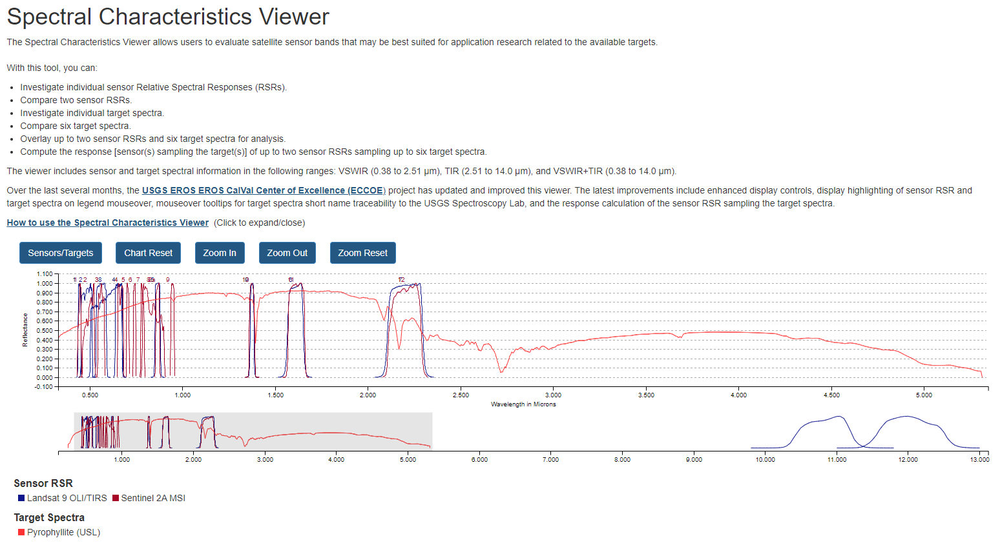 Spectral Characteristics Viewer
The Spectral Characteristics Viewer allows users to evaluate satellite sensor bands that may be best suited for application research related to the available targets.
With this tool, you can:
Investigate individual sensor Relative Spectral Responses (RSRs).
Compare two sensor RSRs.
Investigate individual target spectra.
Compare six target spectra.
Overlay up to two sensor RSRs and six target spectra for analysis.
Compute the response [sensor(s) sampling the target(s)] of up to two sensor RSRs sampling up to six target spectra.
The viewer includes sensor and target spectral information in the following ranges: VSWIR (0.38 to 2.51 µm), TIR (2.51 to 14.0 µm), and VSWIR+TIR (0.38 to 14.0 µm).
Over the last several months, the USGS EROS EROS CalVal Center of Excellence (ECCOE) project has updated and improved this viewer. The latest improvements include enhanced display controls, display highlighting of sensor RSR and
target spectra on legend mouseover, mouseover tooltips for target spectra short name traceability to the USGS Spectroscopy Lab, and the response calculation of the sensor RSR sampling the target spectra.
How to use the Spectral Characteristics Viewer (Click to expand/close)
Sensors/Targets Chart Reset Zoom In Zoom Out Zoom Reset
1.100
2 2 5 6 7 9
1.000
0.900
0.800
0.700
0.600
0.500
0.400
0.300
0.200
0.100
0.000
-0.100
Reflectance
0.500 1.000 1.500 2.000 2.500 3.000 3.500 4.000 4.500 5.000
Wavelength in Microns
1.000 2.000 3.000 4.000 5.000 6.000 7.000 8.000 9.000 10.000 11.000 12.000 13.000
Sensor RSR
Landsat 9 OLI/TIRS Sentinel 2A MSI
Target Spectra
Pyrophyllite (USL)